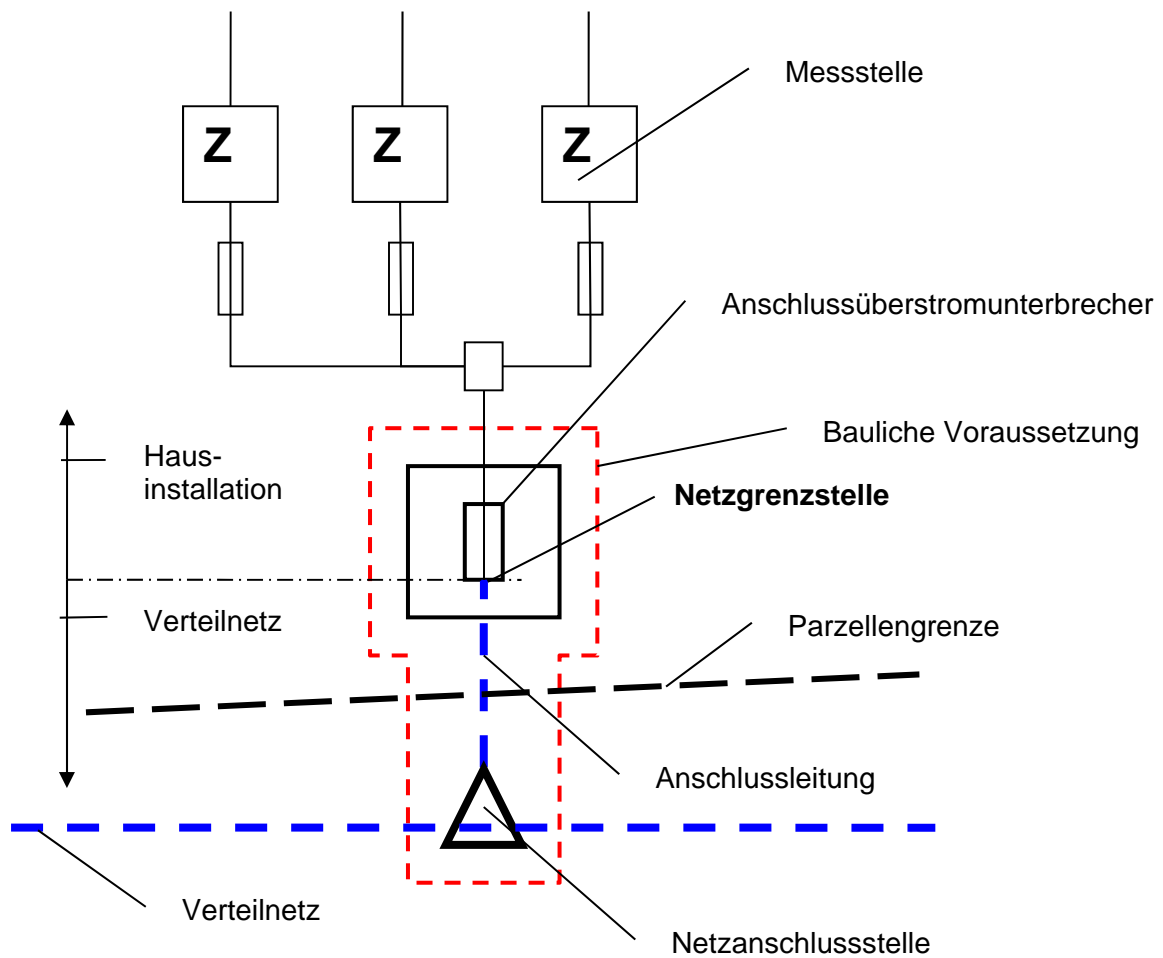 Messstelle
Z
Z
Z
Anschlussüberstromunterbrecher
Bauliche Voraussetzung
Haus-
installation
Netzgrenzstelle
Verteilnetz
Parzellengrenze
Anschlussleitung
Verteilnetz
Netzanschlussstelle